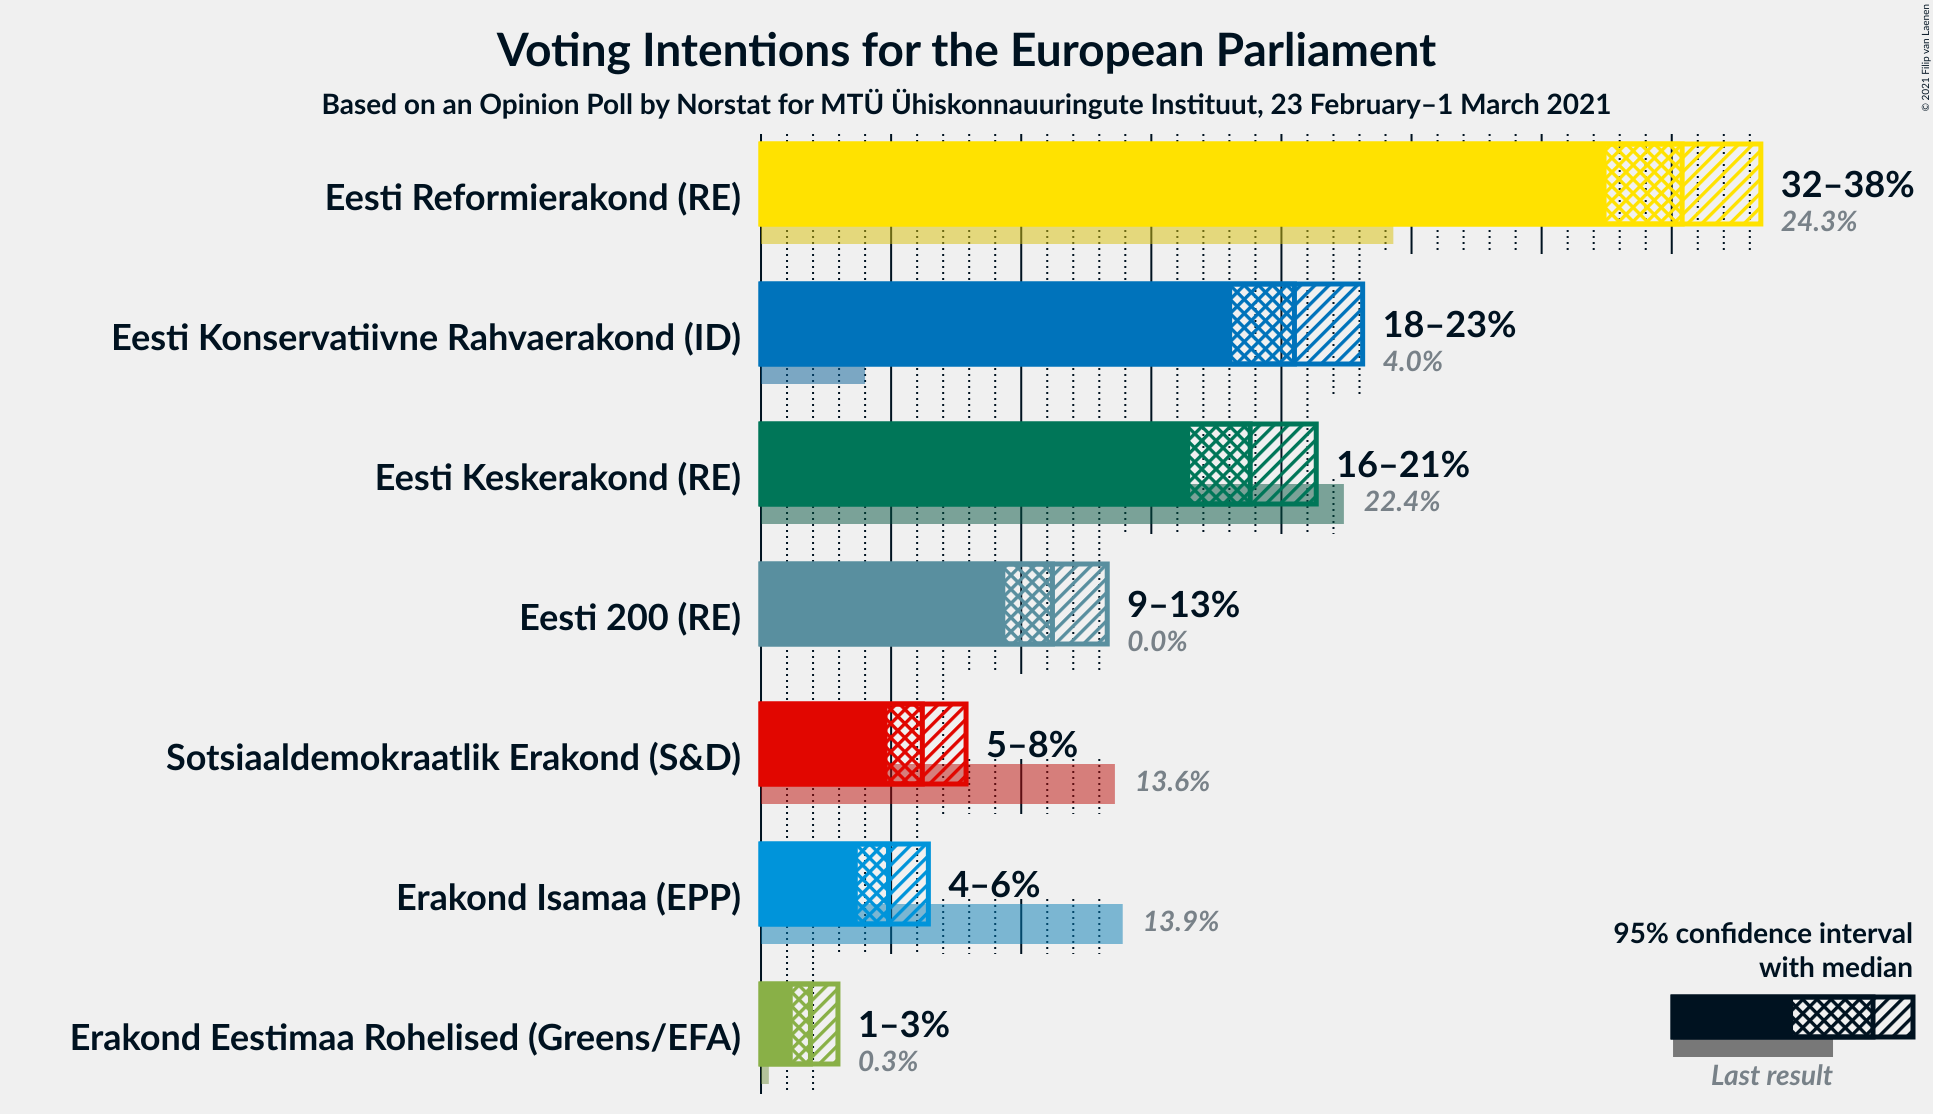 Voting Intentions for the European Parliament
Based on an Opinion Poll by Norstat for MTÜ Ühiskonnauuringute Instituut, 23 February–1 March 2021
© 2021 Filip van Laenen
Eesti Reformierakond (RE)
32–38%
24.3%
Eesti Konservatiivne Rahvaerakond (ID)
18–23%
4.0%
Eesti Keskerakond (RE)
16–21%
22.4%
Eesti 200 (RE)
9–13%
0.0%
Sotsiaaldemokraatlik Erakond (S&D)
5–8%
13.6%
Erakond Isamaa (EPP)
4–6%
13.9%
Erakond Eestimaa Rohelised (Greens/EFA)
1–3%
0.3%
95% confidence interval
with median
Last result